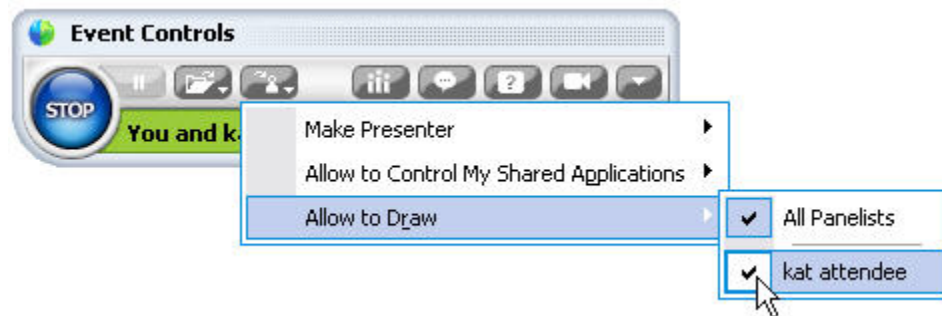 Event Controls
STOP
You and k
Make Presenter
Allow to Control My Shared Applications
Allow to Draw
All Panelists
kat attendee